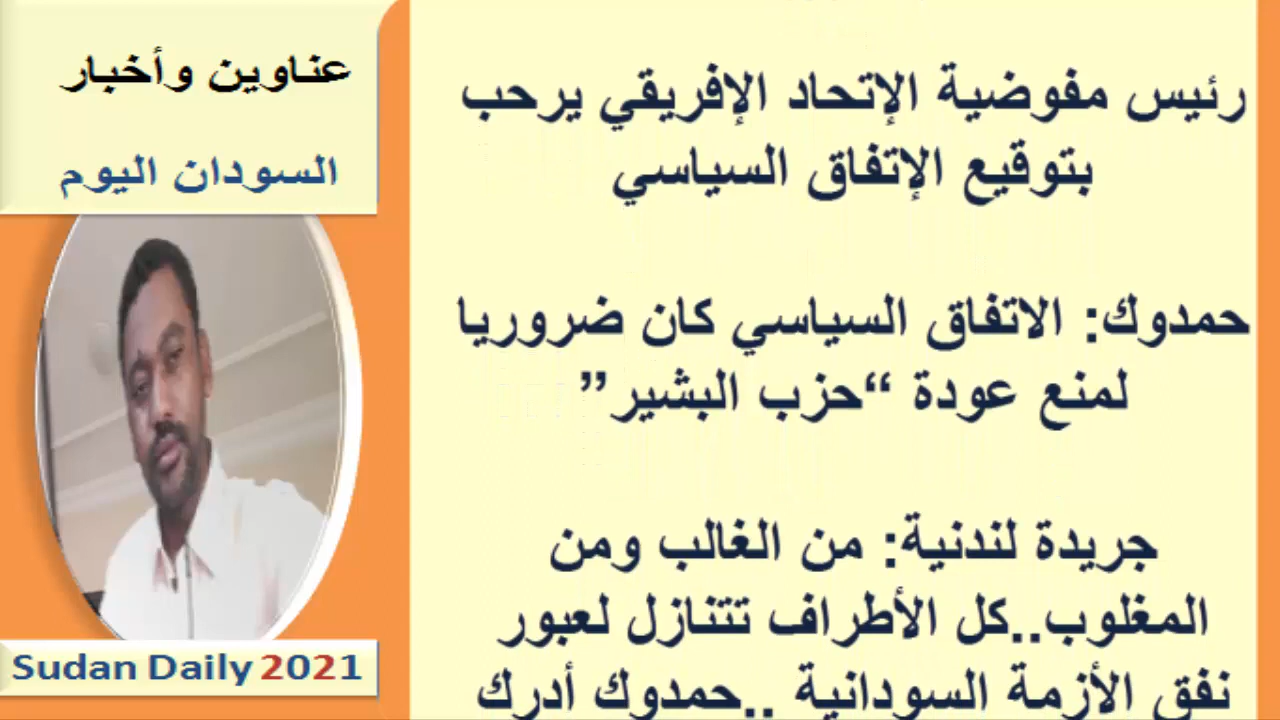 عناوين وأخبار
السودان اليوم
رئيس مفوضية الإتحاد الإفريقي يرحب
بتوقيع الإتفاق السياسي
حمدوك: الاتفاق السياسي كان ضروريا
لمنع عودة “حزب البشير”
جريدة لندنية: من الغالب ومن
المغلوب..كل الأطراف تتنازل لعبور
نفق الأزمة السودانية ..حمدوك أدرك
Sudan Daily 2021